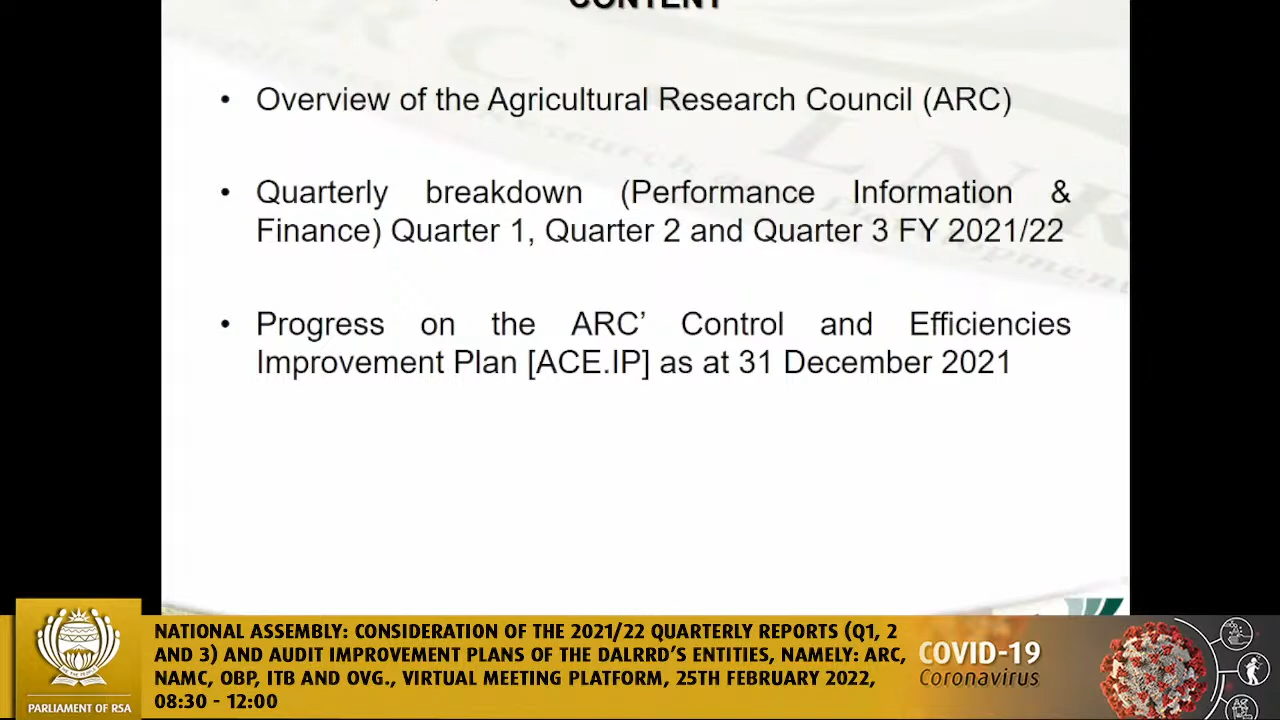 CONTENT
• Overview of the Agricultural Research Council (ARC)
• Quarterly breakdown (Performance Information &
Finance) Quarter 1, Quarter 2 and Quarter 3 FY 2021/22
• Progress on the ARC’ Control and Efficiencies
Improvement Plan [ACE.IP] as at 31 December 2021
NATIONAL ASSEMBLY: CONSIDERATION OF THE 2021/22 QUARTERLY REPORTS (Q1, 2
AND 3) AND AUDIT IMPROVEMENT PLANS OF THE DALRRD’S ENTITIES, NAMELY: ARC,
NAMC, OBP, ITB AND OVG., VIRTUAL MEETING PLATFORM, 25TH FEBRUARY 2022,
08:30 - 12:00
PARLIAMENT OF RSA
COVID-19
Coronavirus